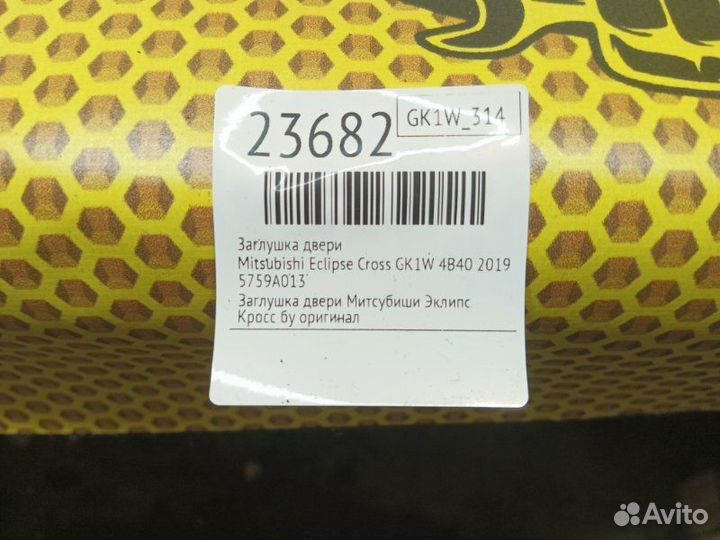 23682
GK1W_314
Заглушка двери
Mitsubishi Eclipse Cross GK1W 4B40 2019
5759A013
Заглушка двери Митсубиши Эклипс
Кросс бу оригинал
Avito